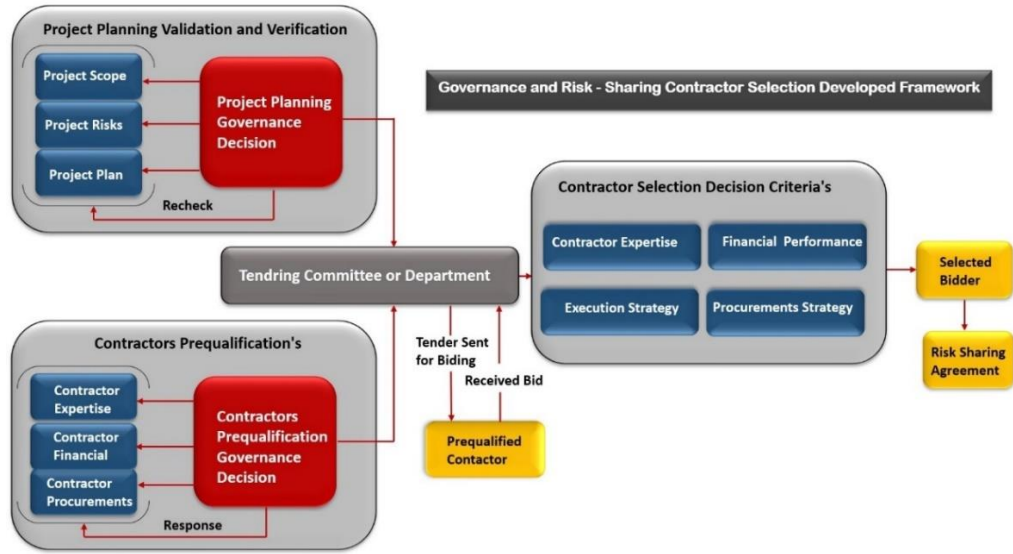 Project Planning Validation and Verification
Project Scope
Project Risks
Project Plan
Project Planning
Governance
Decision
Recheck
Governance and Risk - Sharing Contractor Selection Developed Framework
Tendring Committee or Department
Contractor Selection Decision Criteria's
Contractor Expertise
Financial Performance
Execution Strategy
Procurements Strategy
Selected
Bidder
Risk Sharing
Agreement
Contractors Prequalification's
Contractor
Expertise
Contractor
Financial
Contractor
Procurements
Contractors
Prequalification
Governance
Decision
Response
Tender Sent
for Biding
Received Bid
Prequalified
Contactor